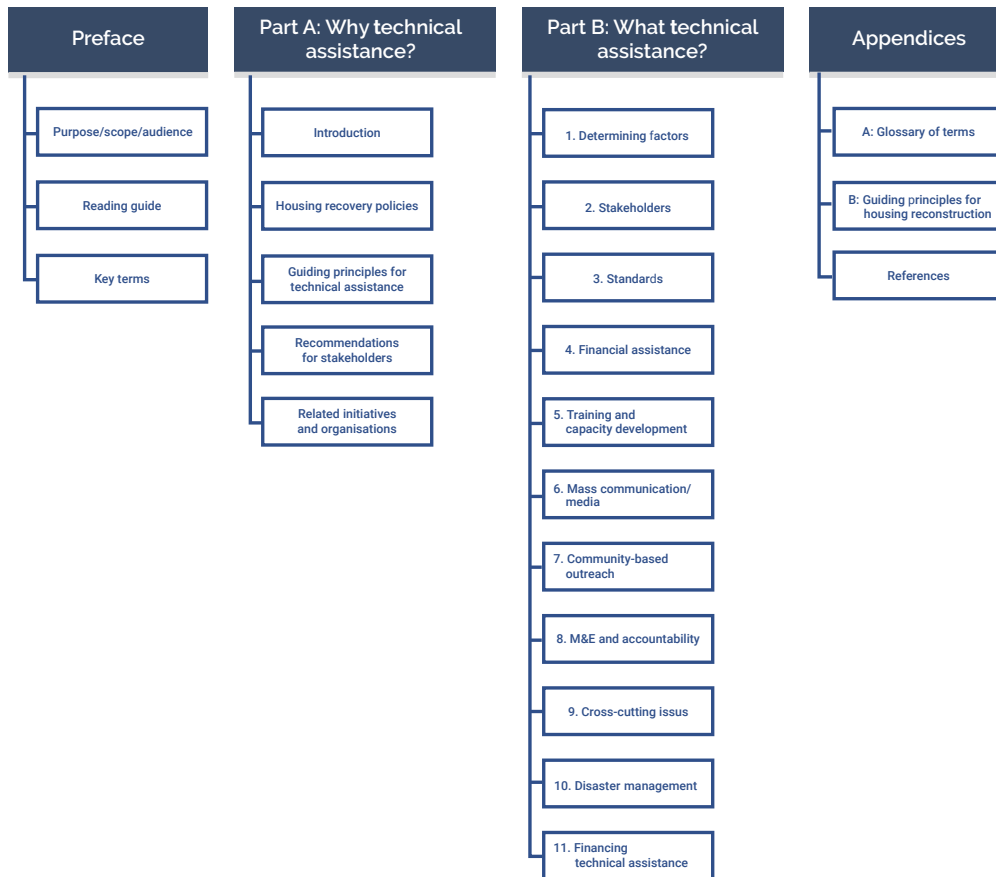 Preface
Purpose/scope/audience
Reading guide
Key terms
Part A: Why technical
assistance?
Introduction
Housing recovery policies
Guiding principles for
technical assistance
Recommendations
for stakeholders
Related initiatives
and organisations
Part B: What technical
assistance?
1. Determining factors
2. Stakeholders
3. Standards
4. Financial assistance
5. Training and
capacity development
6. Mass communication/
media
7. Community-based
outreach
8. M&E and accountability
9. Cross-cutting issus
10. Disaster management
11. Financing
technical assistance
Appendices
A: Glossary of terms
B: Guiding principles for
housing reconstruction
References